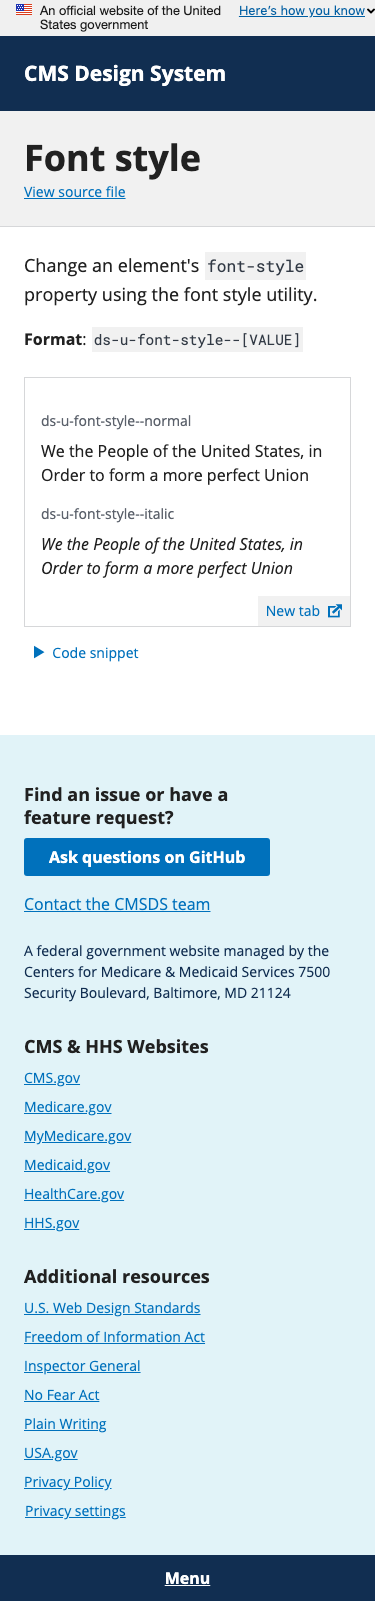 An official website of the United
States government
Here's how you know
CMS Design System
Font style
View source file
Change an element's font-style
property using the font style utility.
Format: ds-u-font-style--[VALUE]
ds-u-font-style--normal
We the People of the United States, in
Order to form a more perfect Union
ds-u-font-style--italic
We the People of the United States, in
Order to form a more perfect Union
New tab
Code snippet
Find an issue or have a
feature request?
Ask questions on GitHub
Contact the CMSDS team
A federal government website managed by the
Centers for Medicare & Medicaid Services 7500
Security Boulevard, Baltimore, MD 21124
CMS & HHS Websites
CMS.gov
Medicare.gov
MyMedicare.gov
Medicaid.gov
HealthCare.gov
HHS.gov
Additional resources
U.S. Web Design Standards
Freedom of Information Act
Inspector General
No Fear Act
Plain Writing
USA.gov
Privacy Policy
Privacy settings
Menu